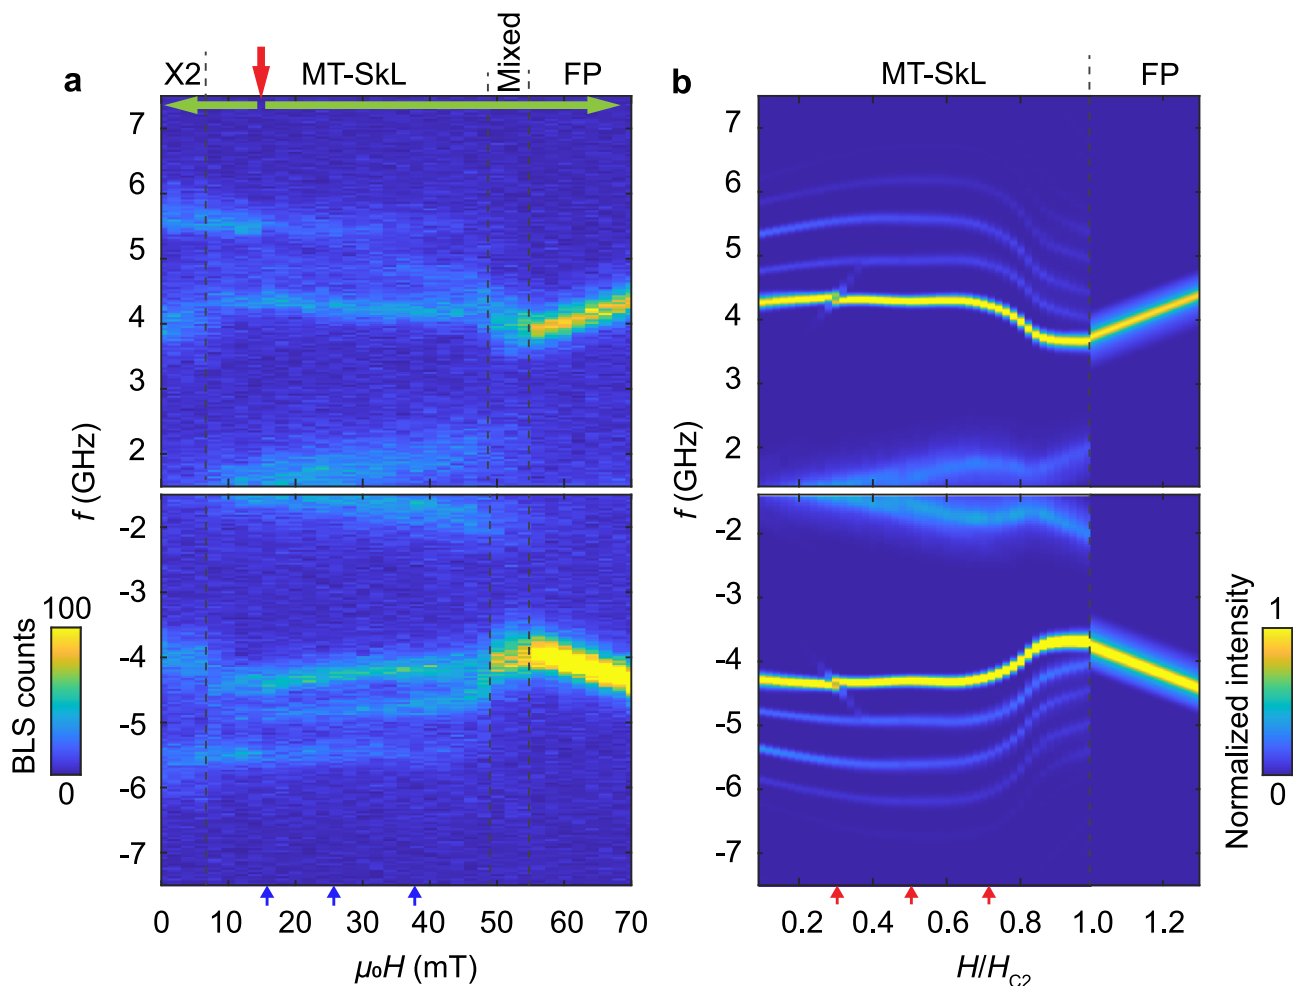 a
X2
MT-SkL
Mixed
FP
7
6
5
4
3
2
-2
-3
-4
-5
-6
-7
f (GHz)
BLS counts
100
0
0 10 20 30 40 50 60 70
μ₀H (mT)
b
MT-SkL
FP
7
6
5
4
3
2
-2
-3
-4
-5
-6
-7
f (GHz)
Normalized intensity
1
0
0.2 0.4 0.6 0.8 1.0 1.2
H/H_C2